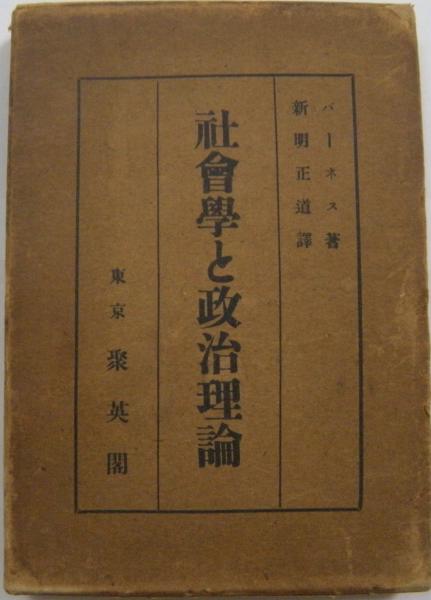 バーネス著
新明正道譯
社會學と政治理論
東京 聚英閣